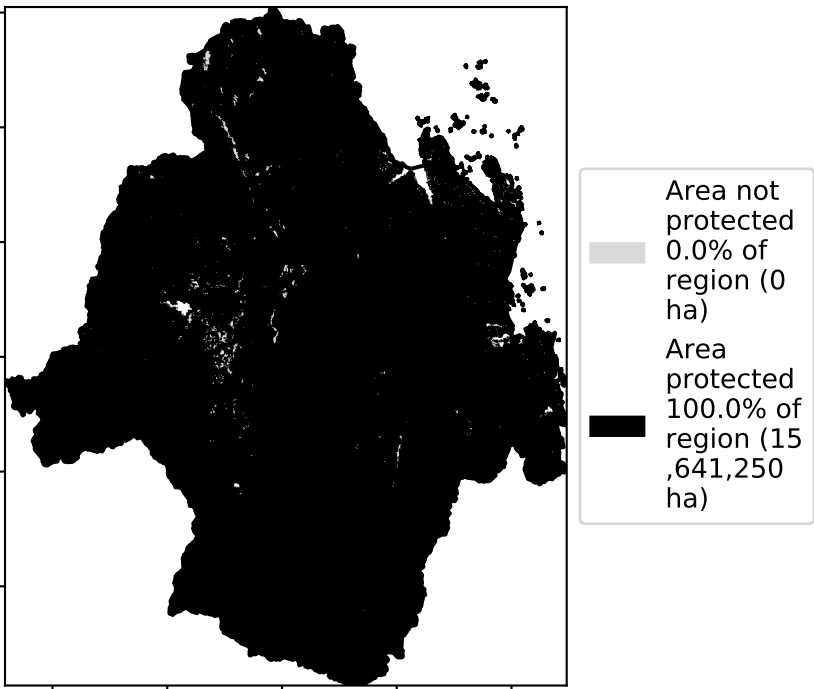 Area not
protected
0.0% of
region (0
ha)
Area
protected
100.0% of
region (15
,641,250
ha)